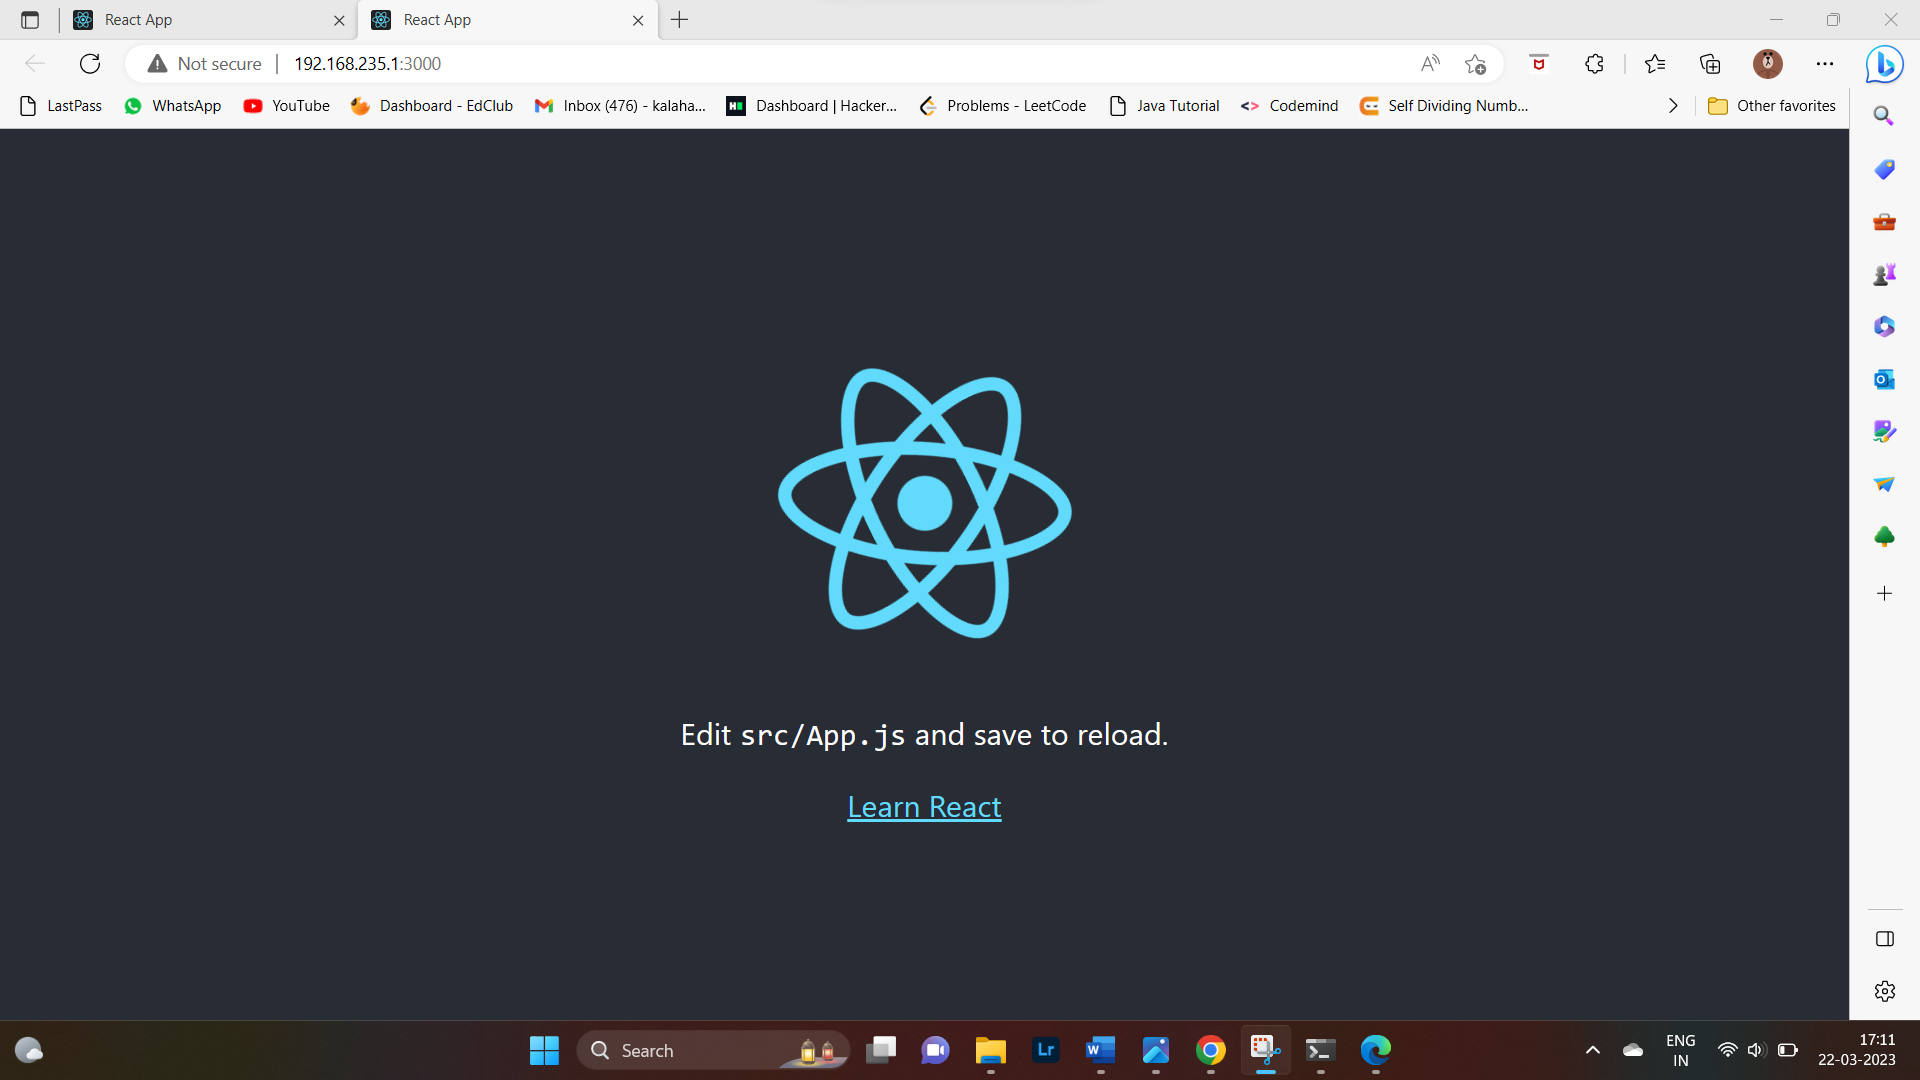 React App
React App
Not secure
192.168.235.1:3000
LastPass
WhatsApp
YouTube
Dashboard - EdClub
Inbox (476) - kalaha...
Dashboard | Hacker...
Problems - LeetCode
Java Tutorial
Codemind
Self Dividing Numb...
Other favorites
Edit src/App.js and save to reload.
Learn React
Search
Lr
ENG
IN
17:11
22-03-2023